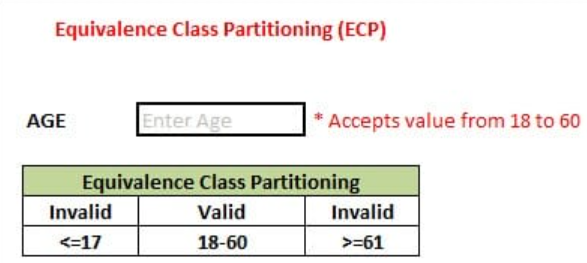 Equivalence Class Partitioning (ECP)
AGE Enter Age * Accepts value from 18 to 60
Equivalence Class Partitioning
Invalid Valid Invalid
<=17 18-60 >=61